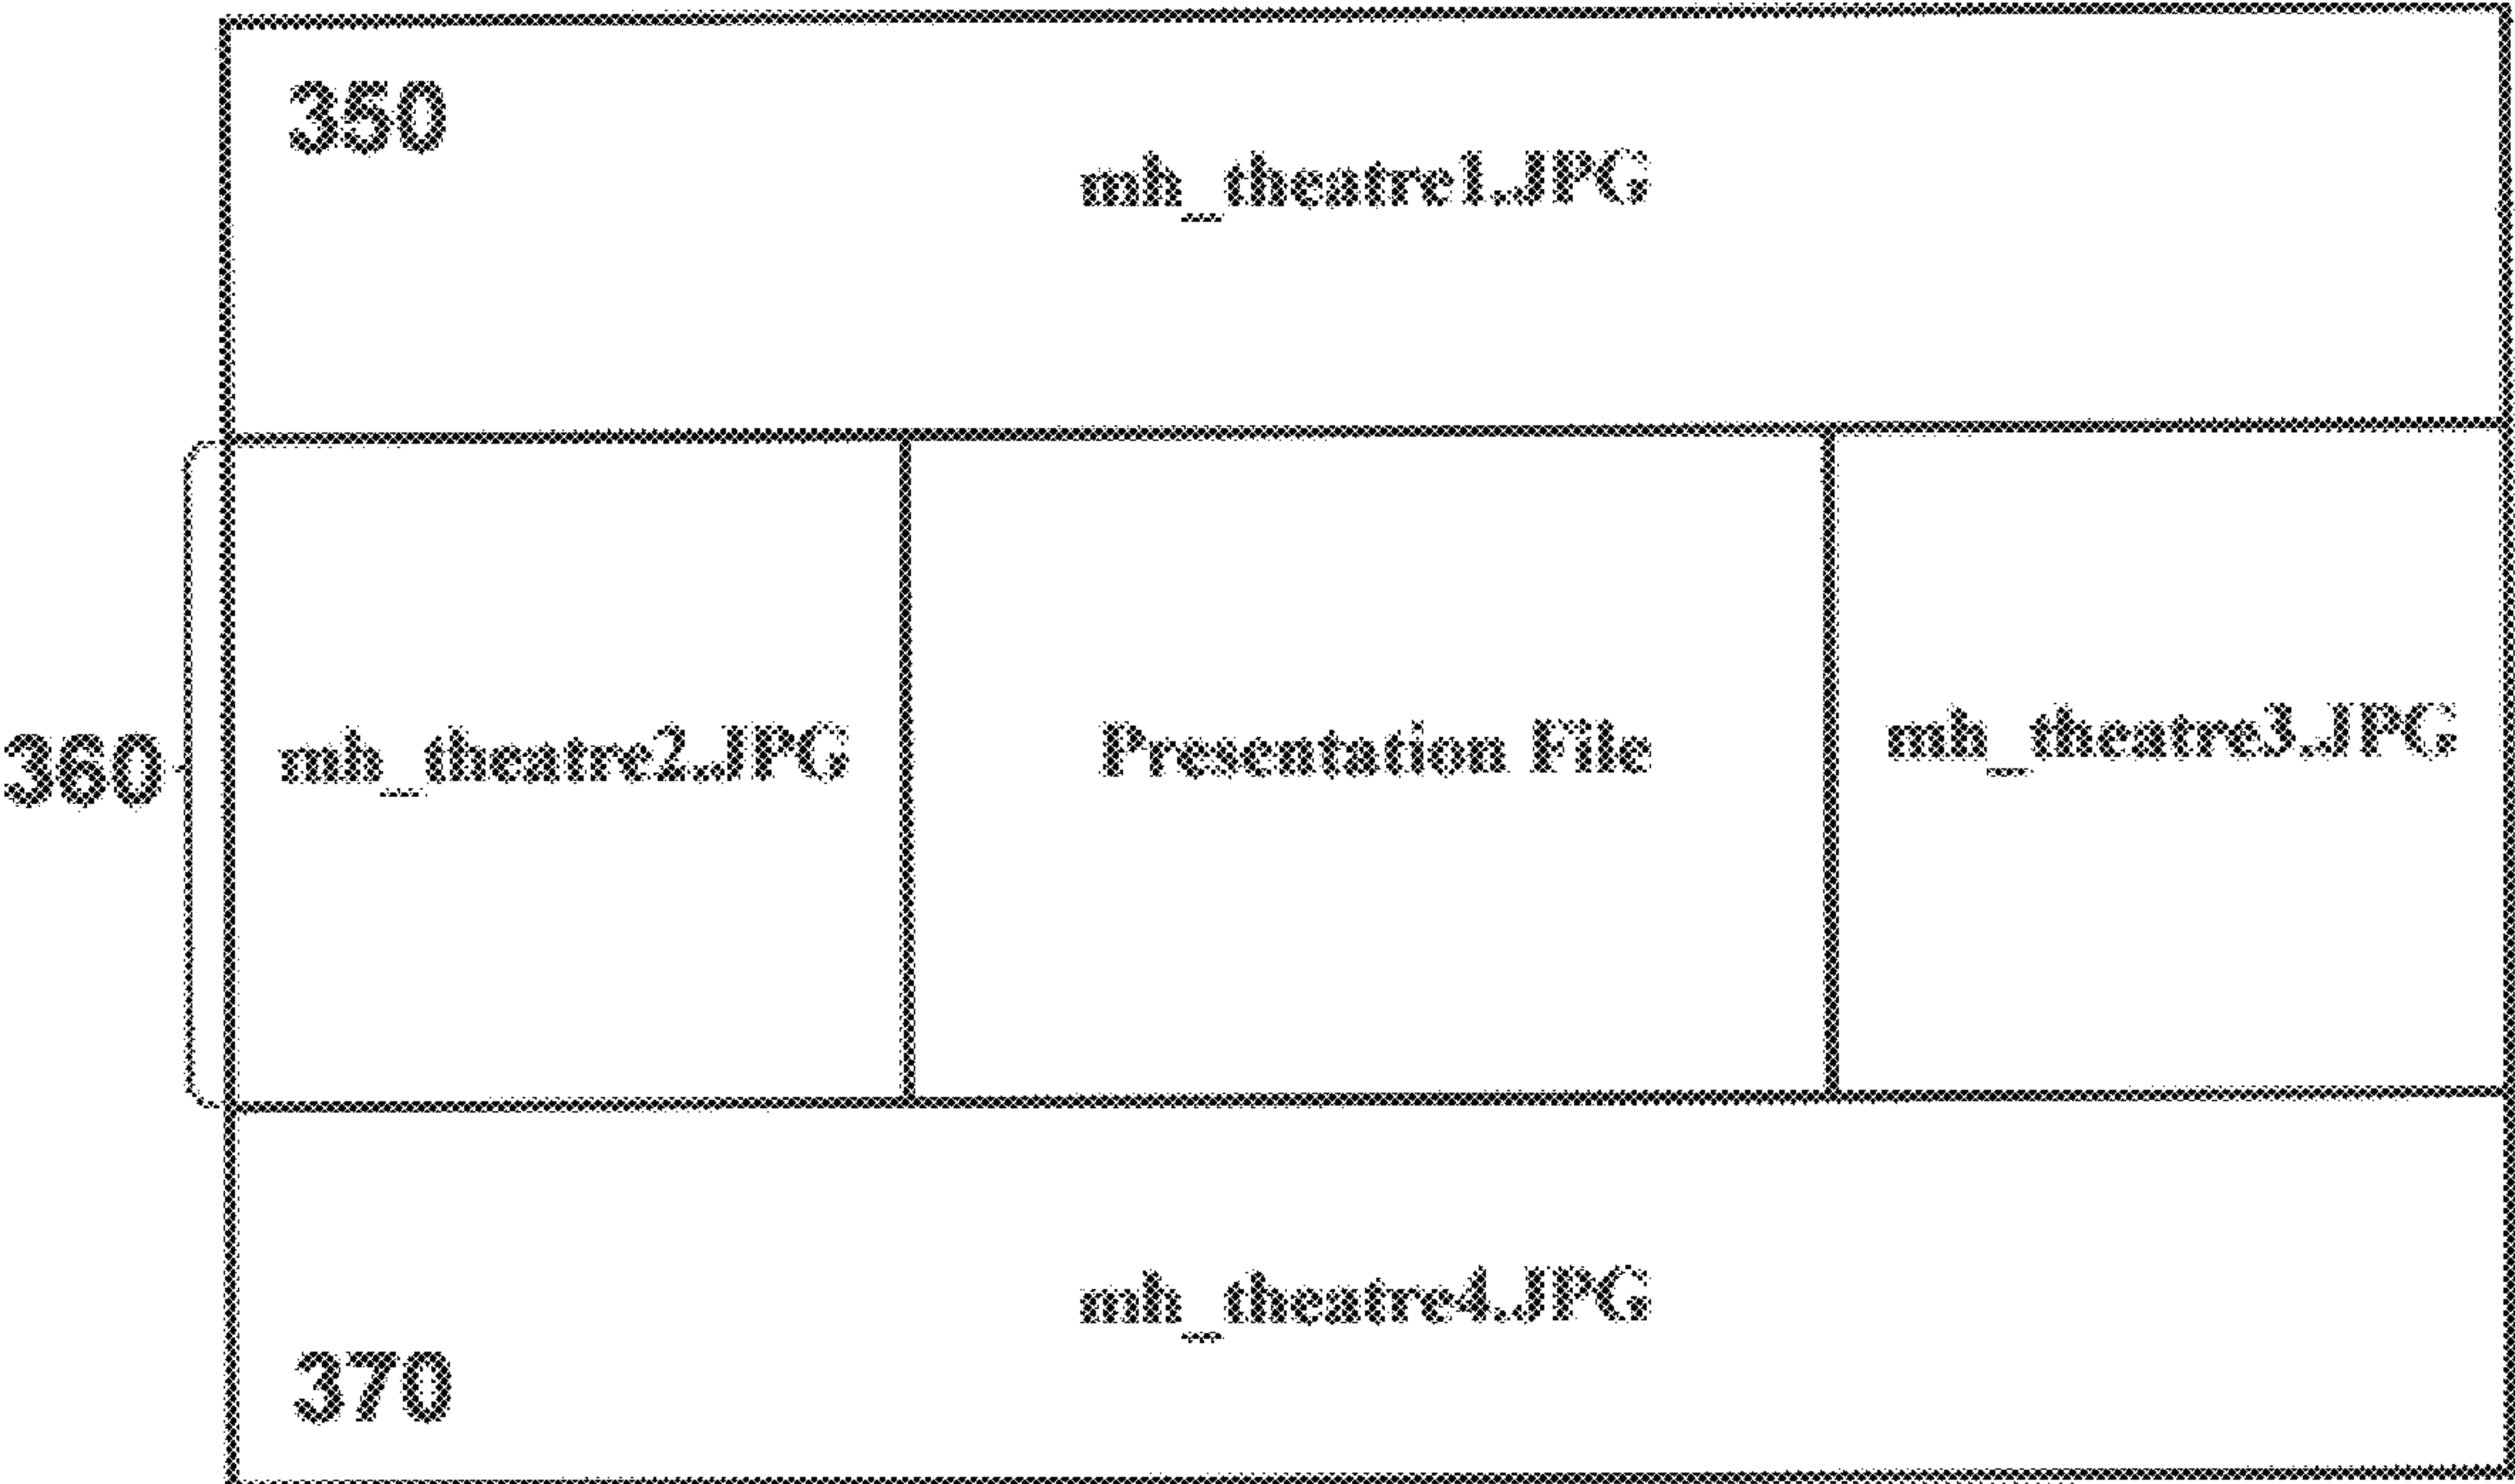 350
mh_theatre1.JPG
360
mh_theatre2.JPG
Presentation File
mh_theatre3.JPG
mh_theatre4.JPG
370